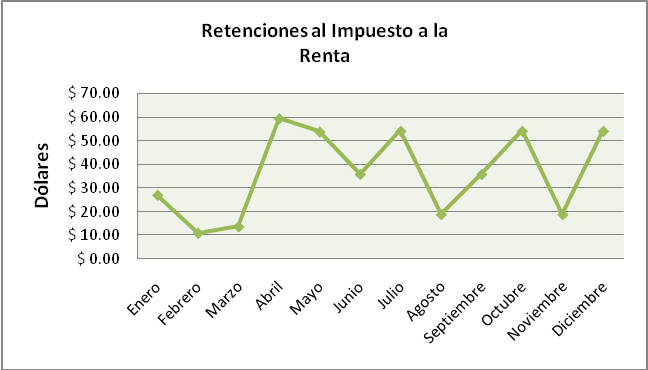 Retenciones al Impuesto a la
Renta
Dólares
$ 70.00
$ 60.00
$ 50.00
$ 40.00
$ 30.00
$ 20.00
$ 10.00
$ 0.00
Enero
Febrero
Marzo
Abril
Mayo
Junio
Julio
Agosto
Septiembre
Octubre
Noviembre
Diciembre